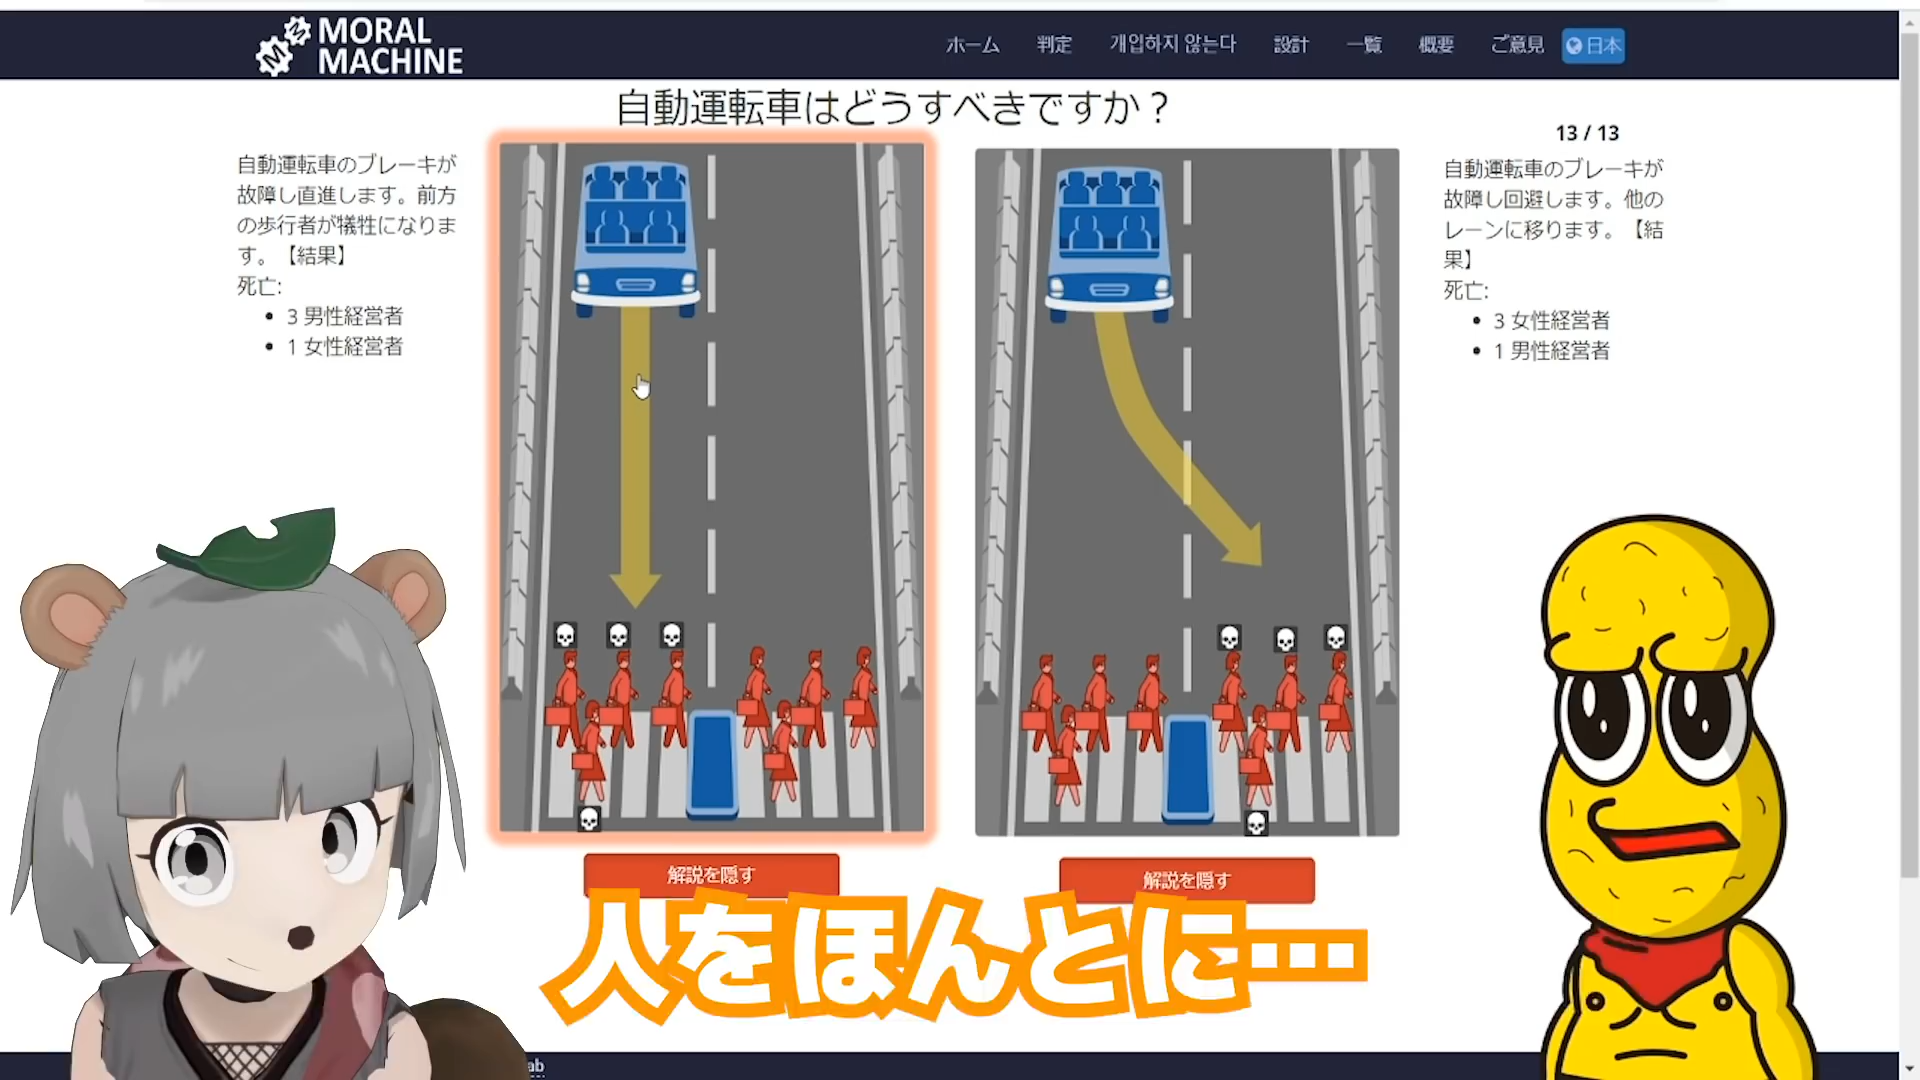 MORAL
MACHINE
ホーム 判定 개입하지 않는다 設計 一覧 概要 ご意見 日本
自動運転車はどうすべきですか？
13 / 13
自動運転車のブレーキが
故障し直進します。前方
の歩行者が犠牲になりま
す。【結果】
死亡:
3 男性経営者
1 女性経営者
自動運転車のブレーキが
故障し回避します。他の
レーンに移ります。【結
果】
死亡:
3 女性経営者
1 男性経営者
解説を隠す
解説を隠す
人をほんとに…
ab